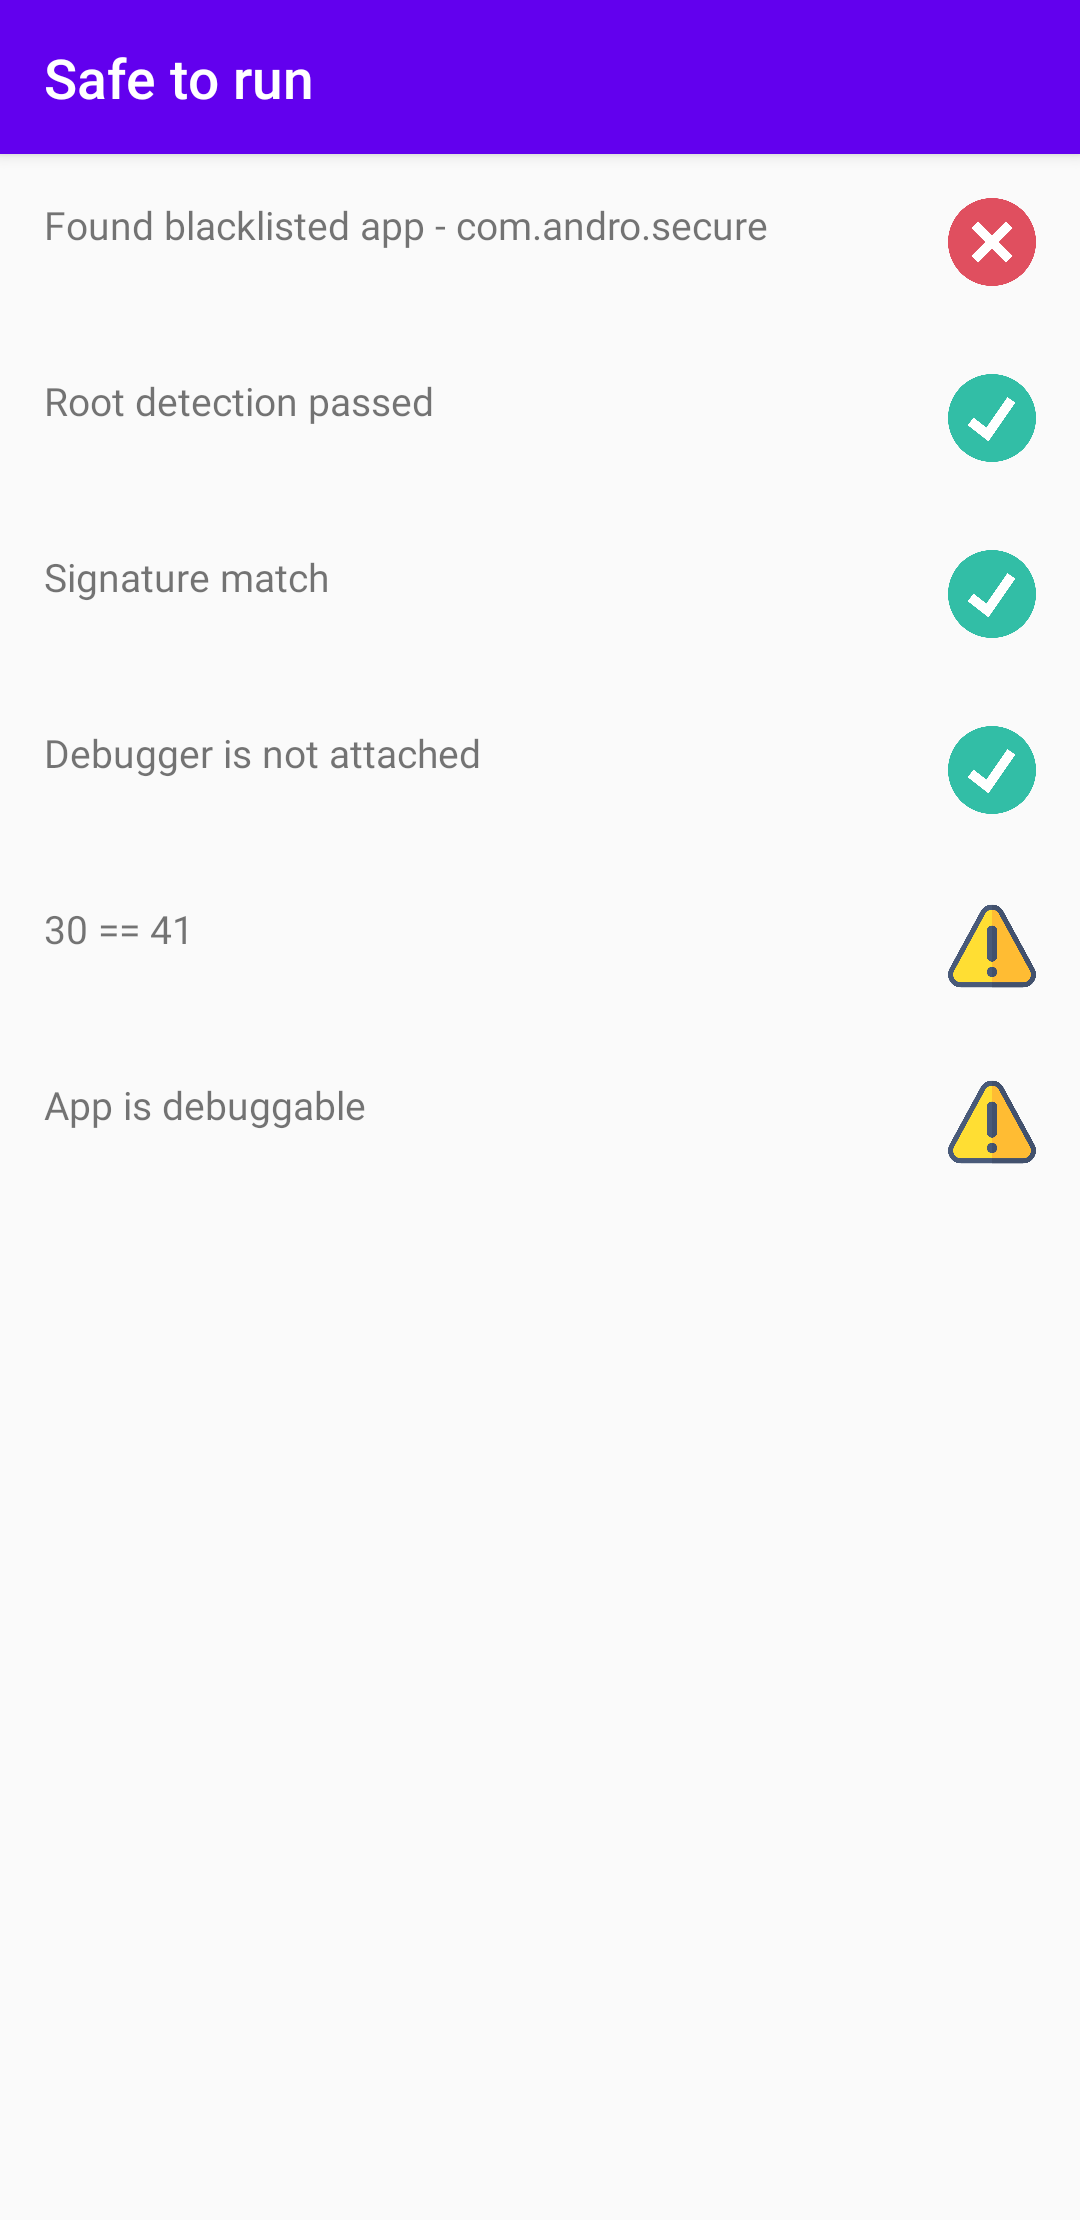 Safe to run
Found blacklisted app - com.andro.secure
Root detection passed
Signature match
Debugger is not attached
30 == 41
App is debuggable